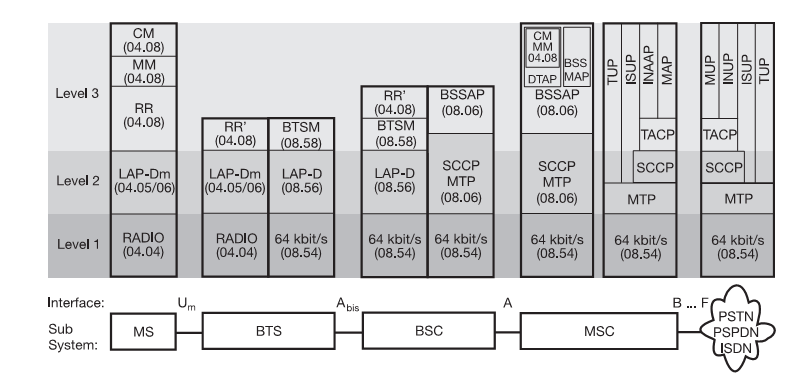 Level 3
Level 2
Level 1
CM
(04.08)
MM
(04.08)
RR
(04.08)
LAP-Dm
(04.05/06)
RADIO
(04.04)
RR'
(04.08)
LAP-Dm
(04.05/06)
RADIO
(04.04)
BTSM
(08.58)
LAP-D
(08.56)
64 kbit/s
(08.54)
RR'
(04.08)
BTSM
(08.58)
LAP-D
(08.56)
64 kbit/s
(08.54)
BSSAP
(08.06)
SCCP
MTP
(08.06)
64 kbit/s
(08.54)
CM
MM
04.08
DTAP
BSS
MAP
BSSAP
(08.06)
SCCP
MTP
(08.06)
64 kbit/s
(08.54)
TUP
ISUP
INAAP
MAP
TACP
SCCP
MTP
64 kbit/s
(08.54)
MUP
INUP
ISUP
TUP
TACP
SCCP
MTP
64 kbit/s
(08.54)
Interface: Um Abis A B ... F
Sub
System:
MS
BTS
BSC
MSC
PSTN
PSPDN
ISDN